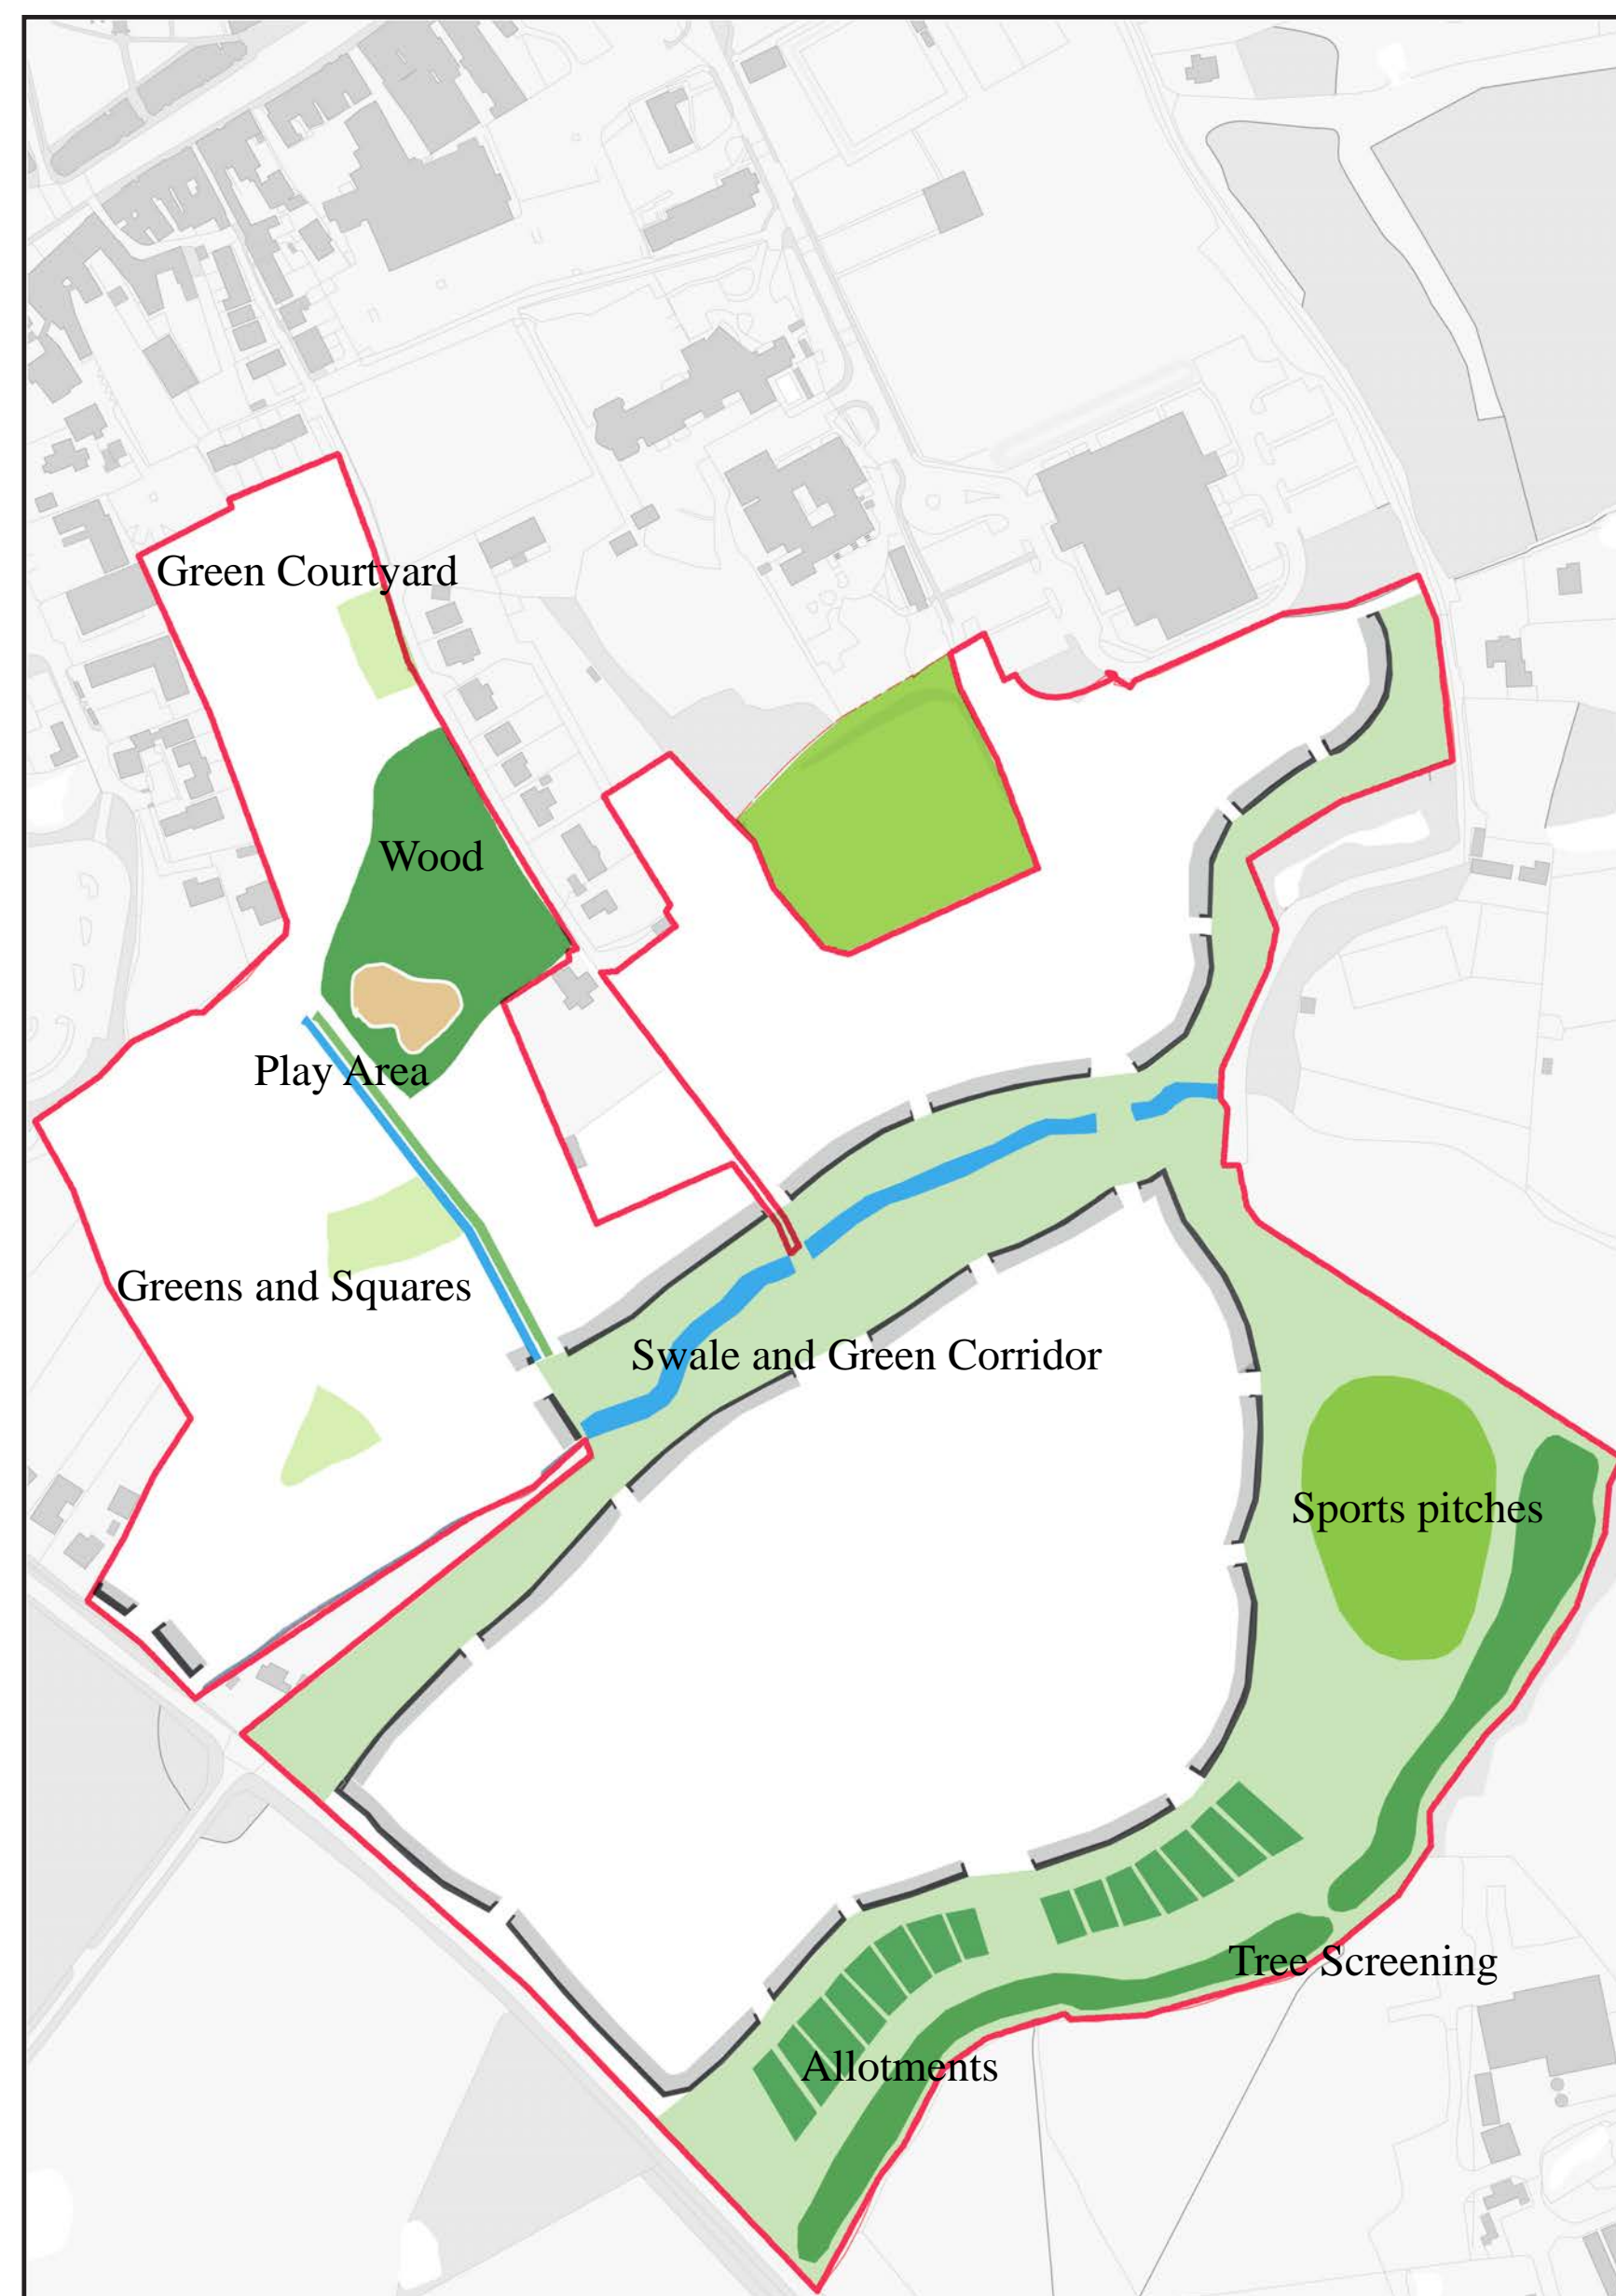 Green Courtyard
Wood
Play Area
Greens and Squares
Swale and Green Corridor
Sports pitches
Tree Screening
Allotments